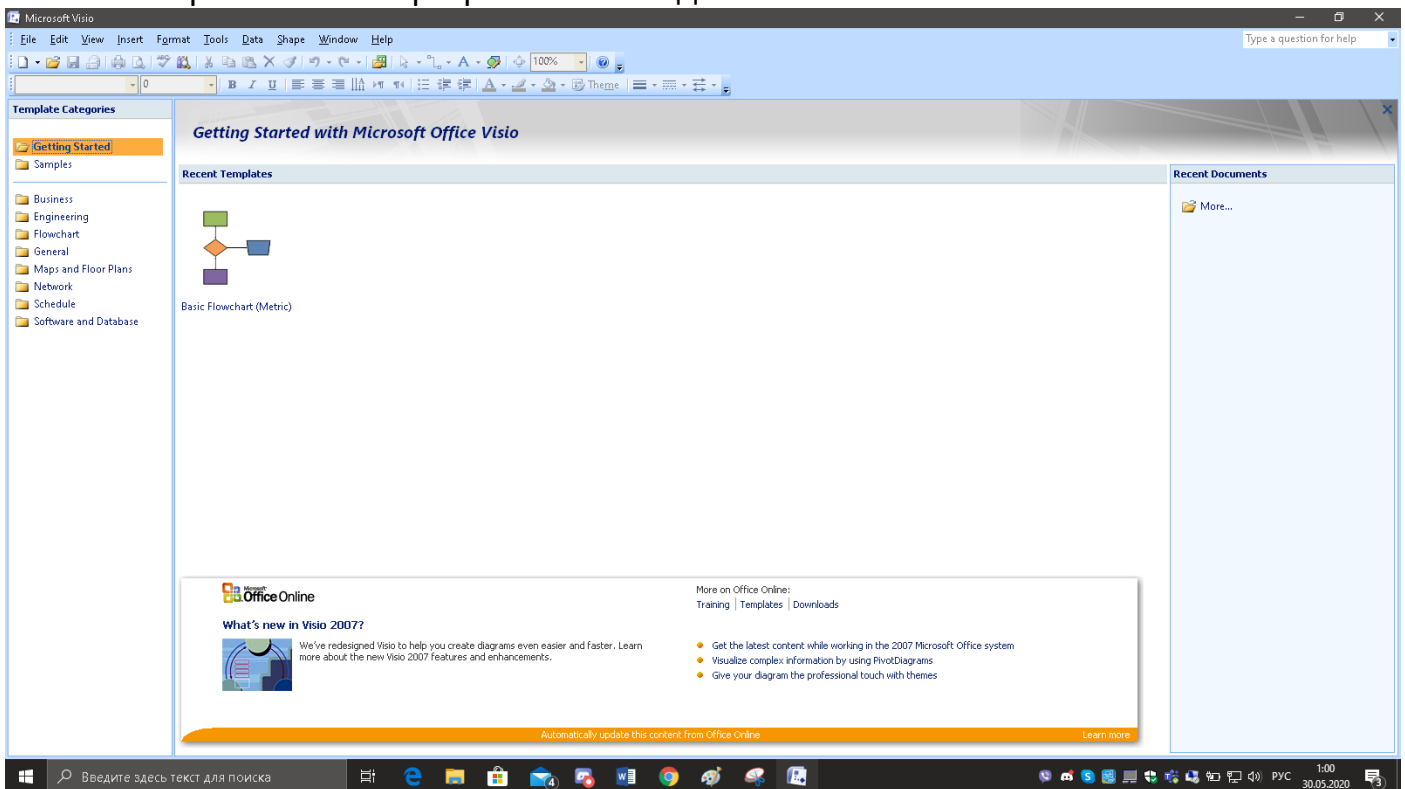 Microsoft Visio
File Edit View Insert Format Tools Data Shape Window Help
Type a question for help
100%
0
B I U
A
Theme
Template Categories
Getting Started
Samples
Business
Engineering
Flowchart
General
Maps and Floor Plans
Network
Schedule
Software and Database
Getting Started with Microsoft Office Visio
Recent Templates
Basic Flowchart (Metric)
Recent Documents
More...
Microsoft
Office Online
What's new in Visio 2007?
We've redesigned Visio to help you create diagrams even easier and faster. Learn
more about the new Visio 2007 features and enhancements.
More on Office Online:
Training | Templates | Downloads
Get the latest content while working in the 2007 Microsoft Office system
Visualize complex information by using PivotDiagrams
Give your diagram the professional touch with themes
Automatically update this content from Office Online
Learn more
Введите здесь текст для поиска
4
РУС
1:00
30.05.2020
3